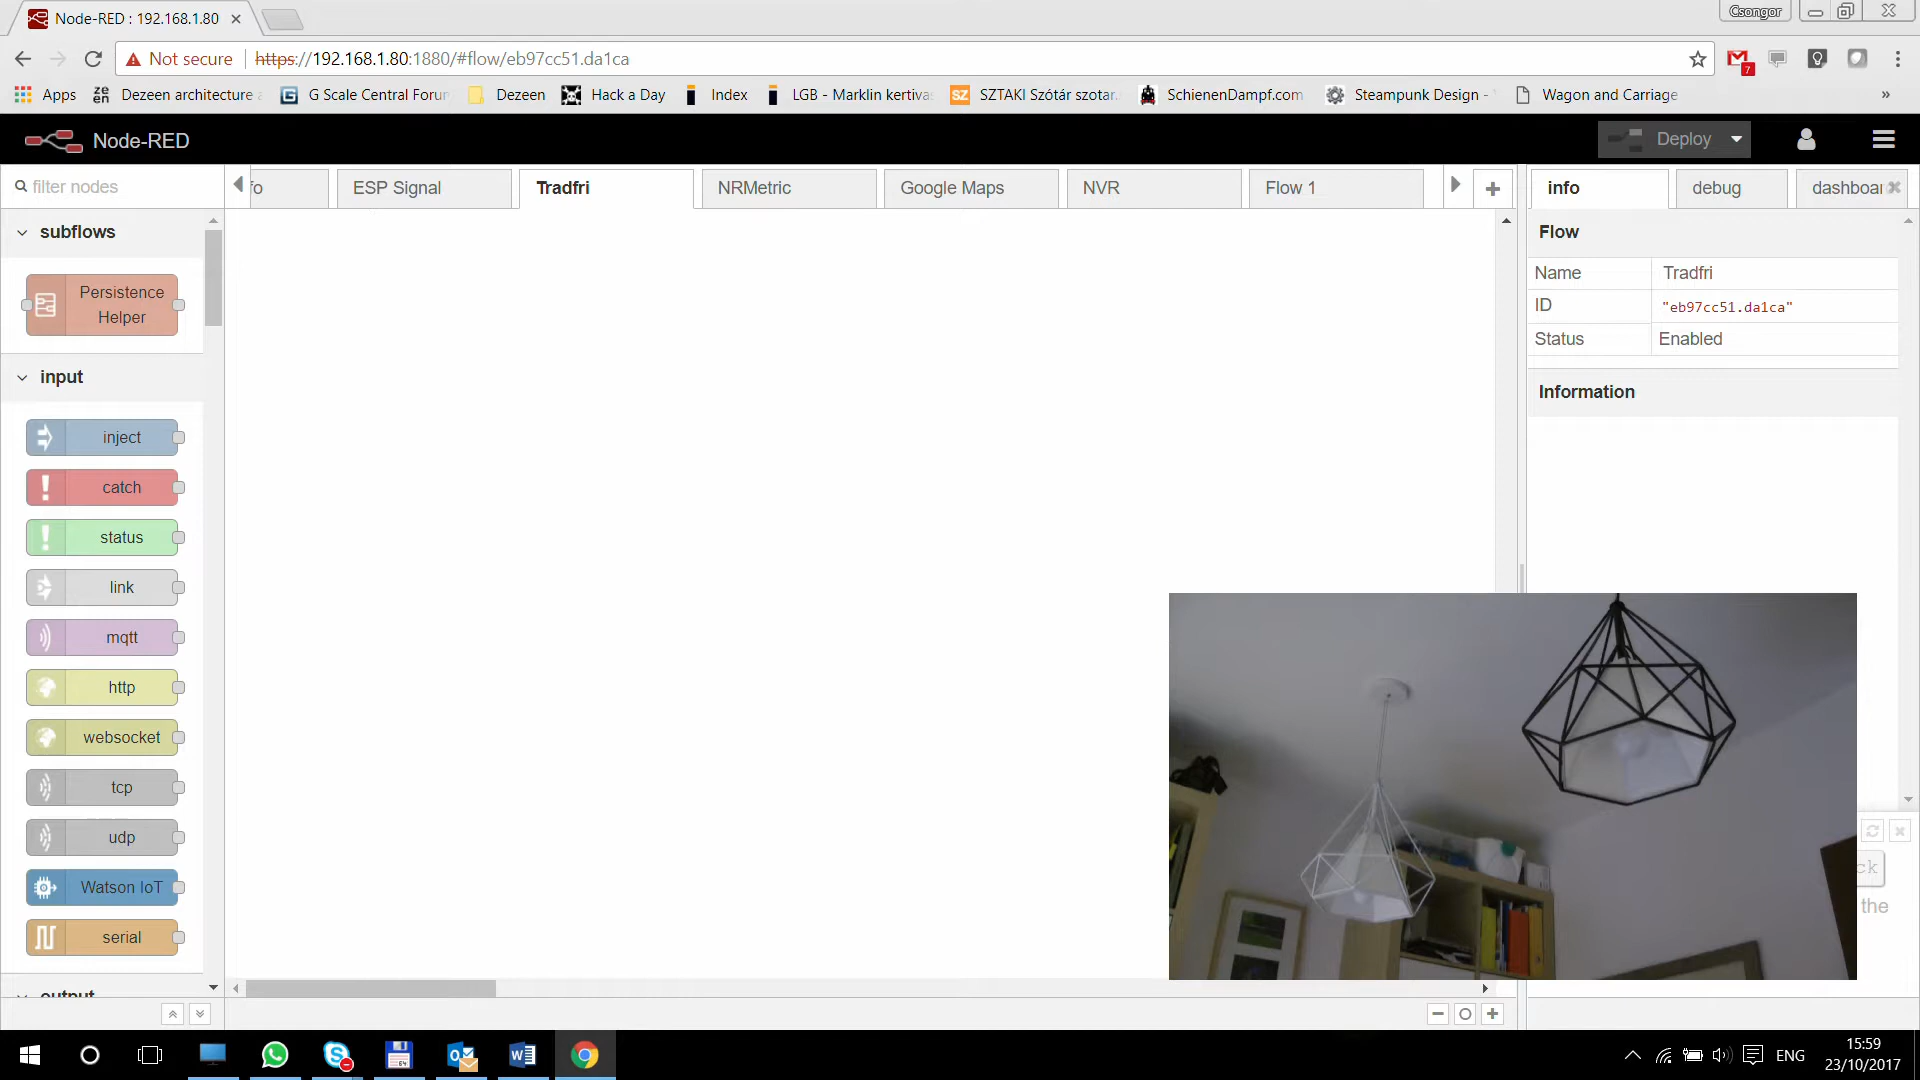 Node-RED : 192.168.1.80
Csongor
Not secure
https://192.168.1.80:1880/#flow/eb97cc51.da1ca
7
Apps
Dezeen architecture
G Scale Central Forum
Dezeen
Hack a Day
Index
LGB - Marklin kertiva
SZ
SZTAKI Szótár szotar.
SchienenDampf.com
Steampunk Design -
Wagon and Carriage
»
Node-RED
Deploy
filter nodes
fo
ESP Signal
Tradfri
NRMetric
Google Maps
NVR
Flow 1
info
debug
dashboar
subflows
Persistence
Helper
input
inject
catch
status
link
mqtt
http
websocket
tcp
udp
Watson IoT
serial
output
Flow
Name Tradfri
ID "eb97cc51.da1ca"
Status Enabled
Information
ck
the
64
ENG
15:59
23/10/2017